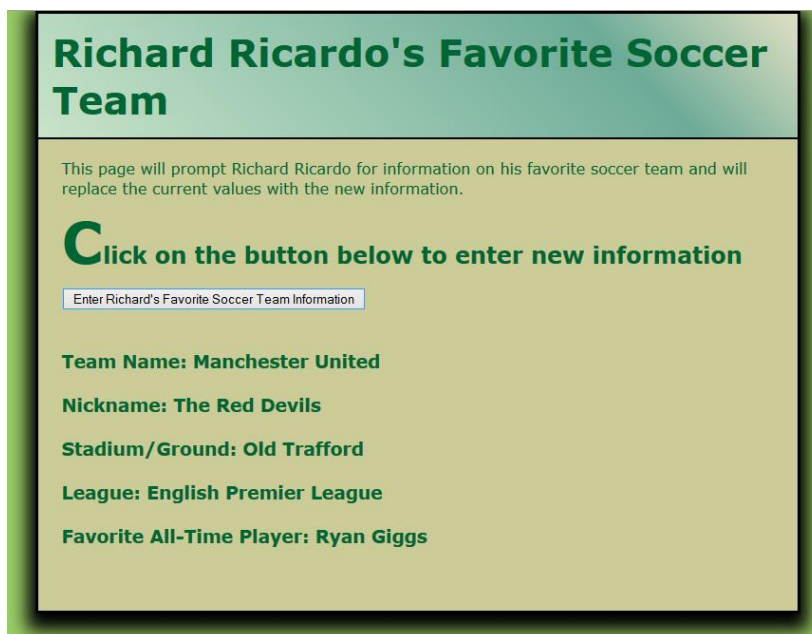 Richard Ricardo's Favorite Soccer
Team
This page will prompt Richard Ricardo for information on his favorite soccer team and will
replace the current values with the new information.
Click on the button below to enter new information
Enter Richard's Favorite Soccer Team Information
Team Name: Manchester United
Nickname: The Red Devils
Stadium/Ground: Old Trafford
League: English Premier League
Favorite All-Time Player: Ryan Giggs